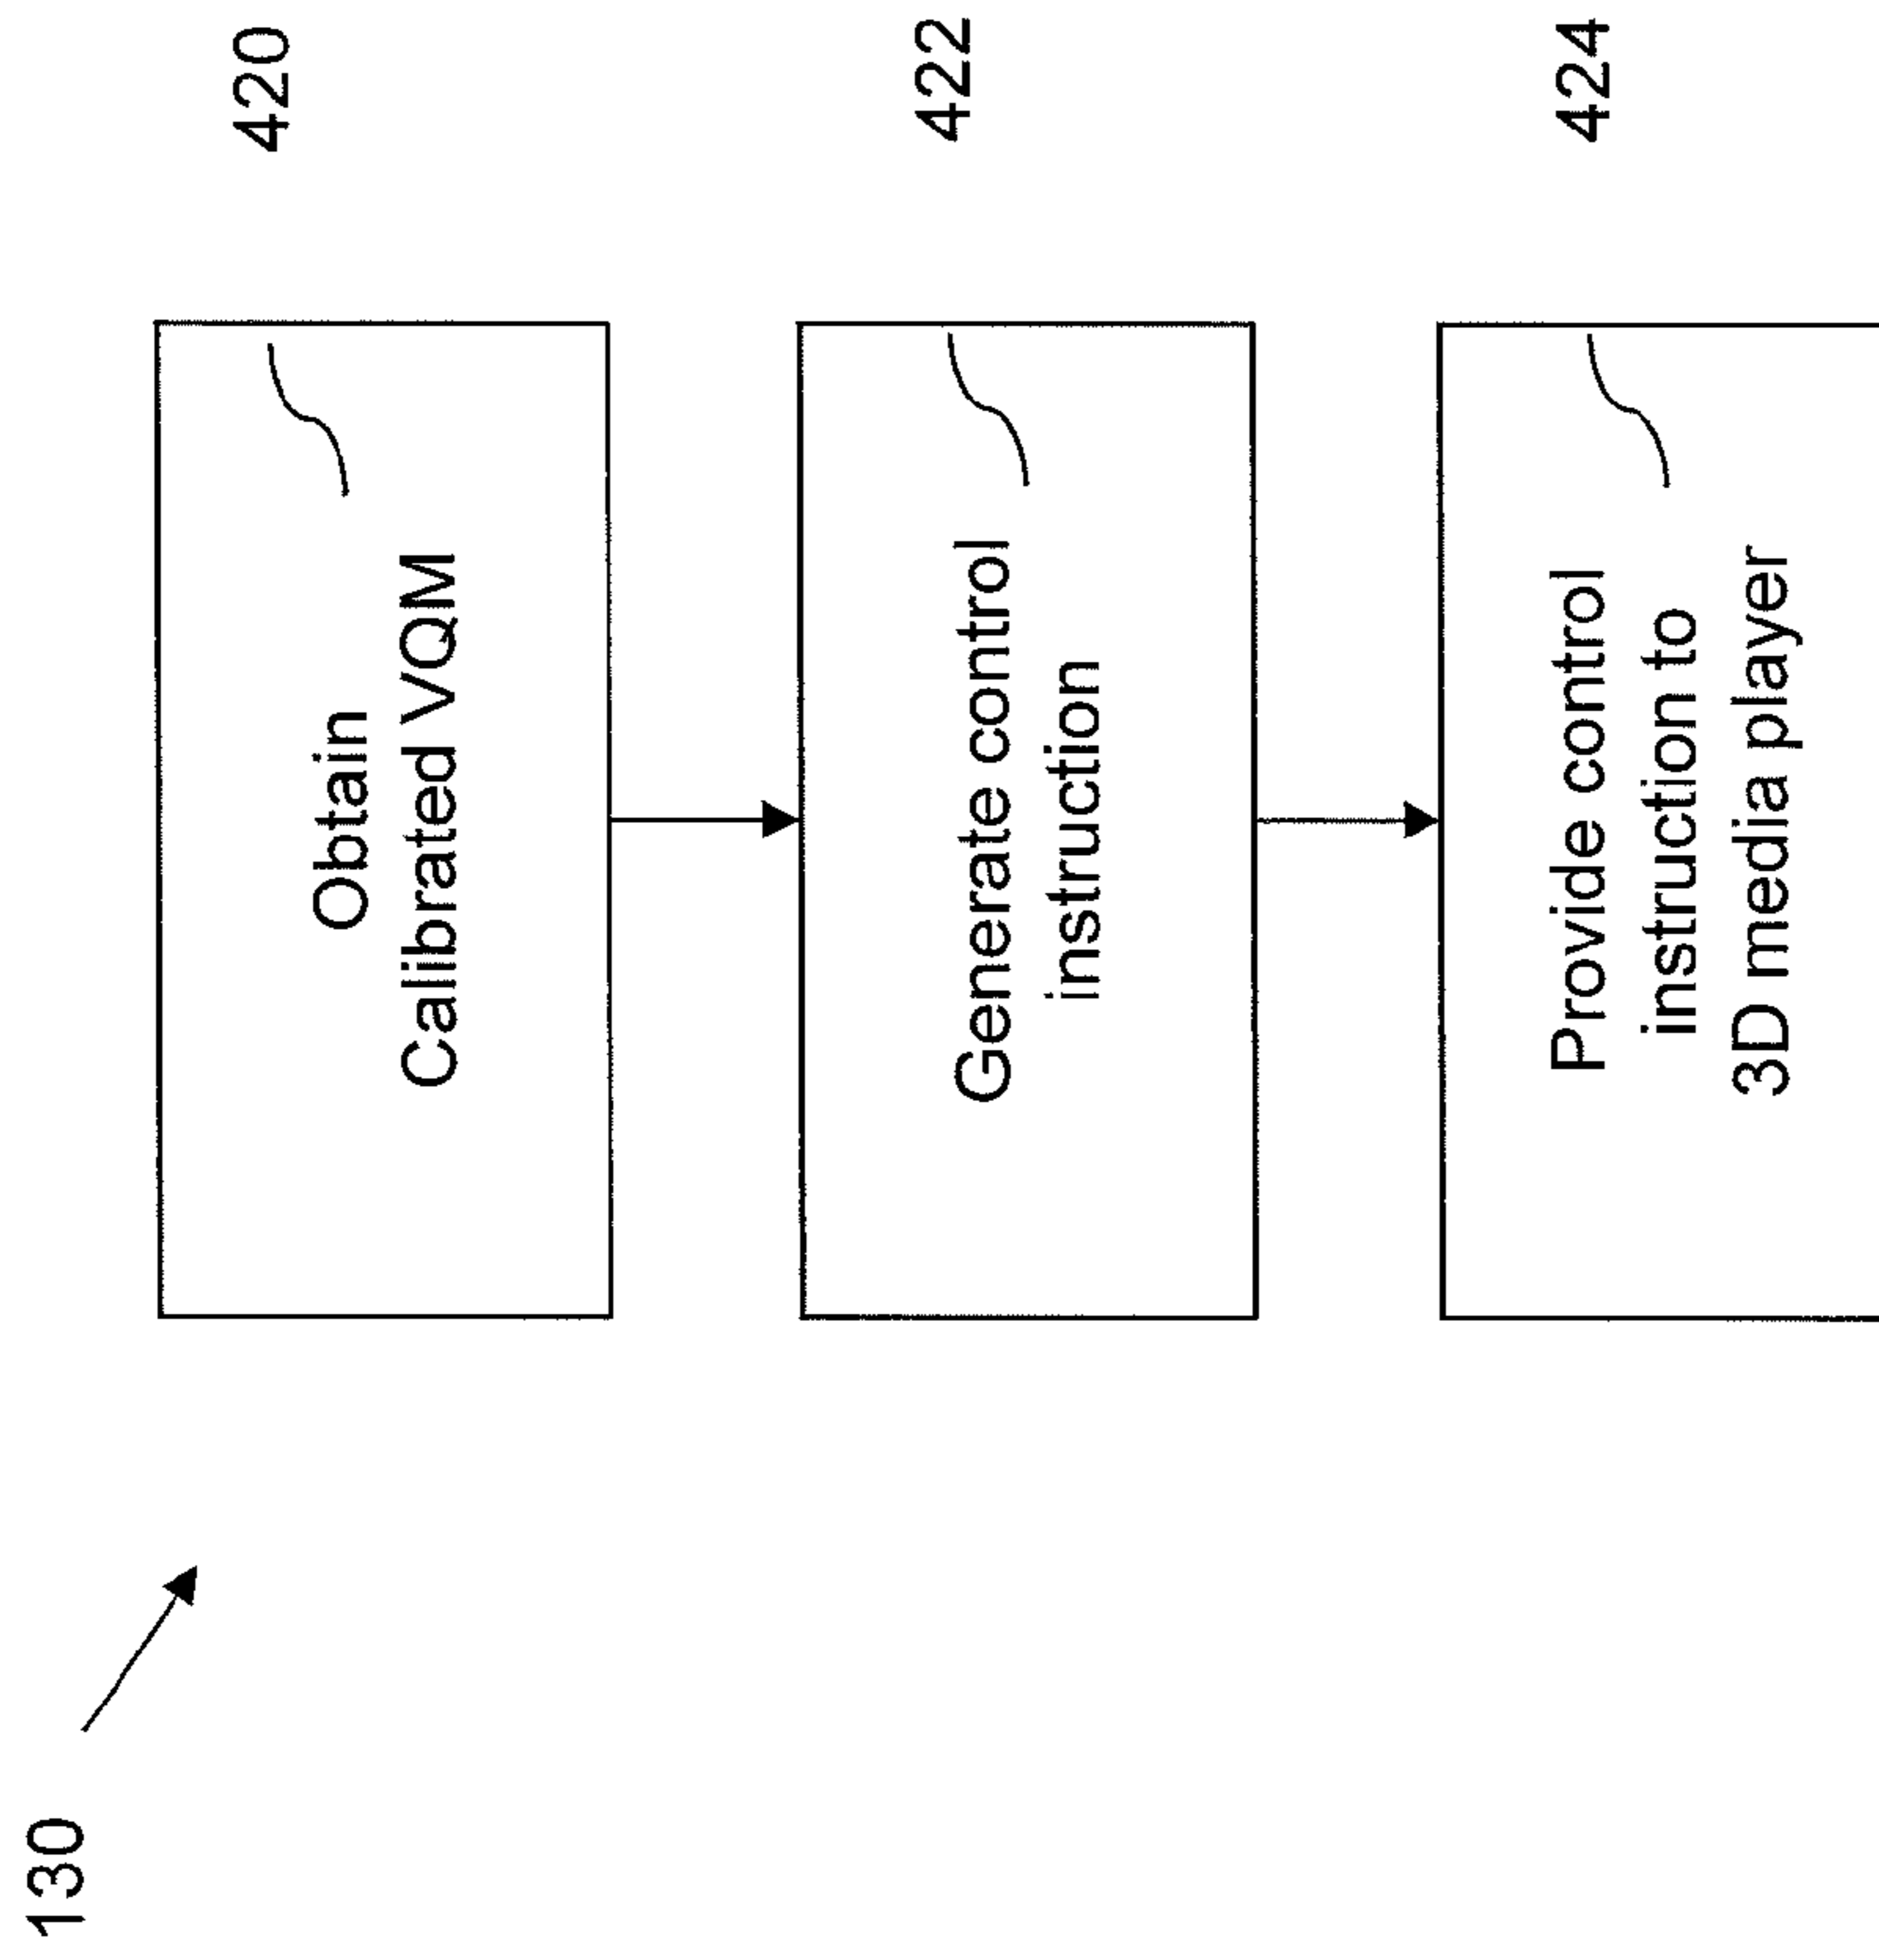 130
Obtain
Calibrated VQM
420
Generate control
instruction
422
Provide control
instruction to
3D media player
424